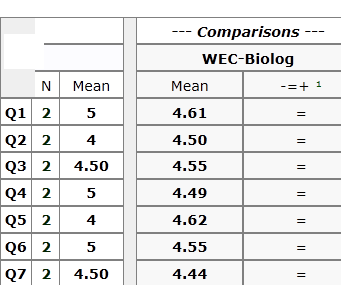 --- Comparisons ---
WEC-Biolog
N Mean Mean -=+ 1
Q1 2 5 4.61 =
Q2 2 4 4.50 =
Q3 2 4.50 4.55 =
Q4 2 5 4.49 =
Q5 2 4 4.62 =
Q6 2 5 4.55 =
Q7 2 4.50 4.44 =